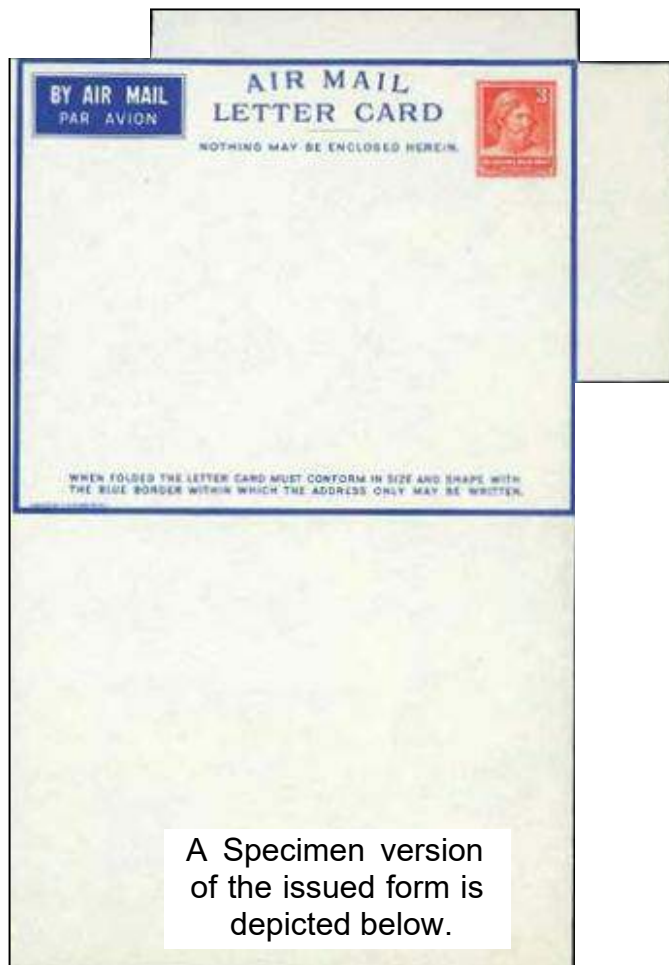 BY AIR MAIL
PAR AVION
AIR MAIL
LETTER CARD
NOTHING MAY BE ENCLOSED HEREIN.
3
WHEN FOLDED THE LETTER CARD MUST CONFORM IN SIZE AND SHAPE WITH
THE BLUE BORDER WITHIN WHICH THE ADDRESS ONLY MAY BE WRITTEN.
A Specimen version
of the issued form is
depicted below.